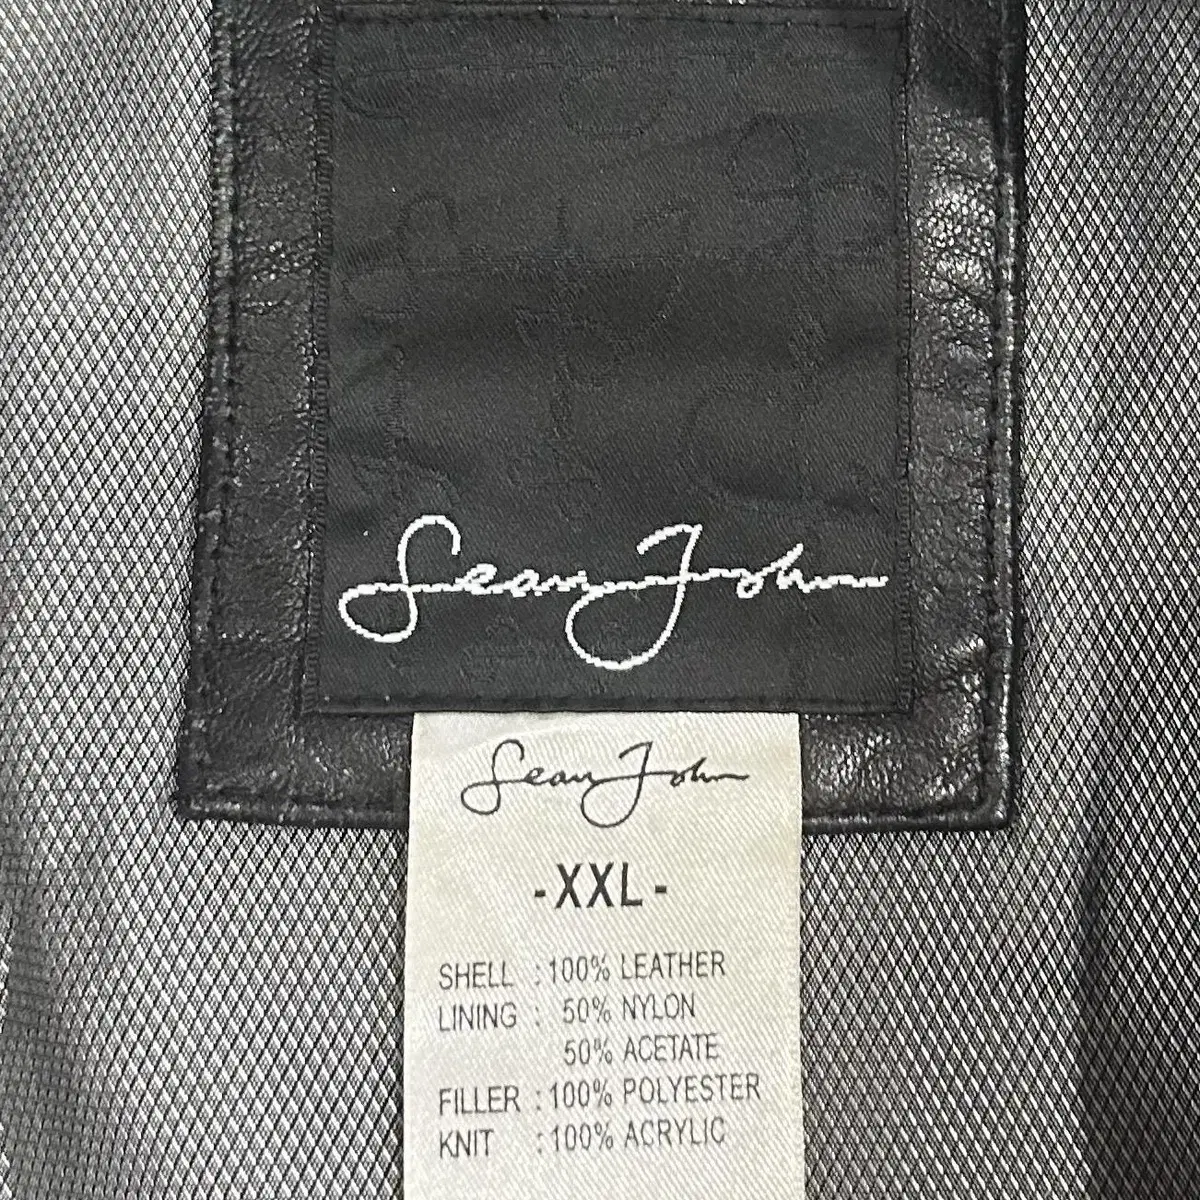 Sean John
Sean John
-XXL-
SHELL : 100% LEATHER
LINING : 50% NYLON
50% ACETATE
FILLER : 100% POLYESTER
KNIT : 100% ACRYLIC